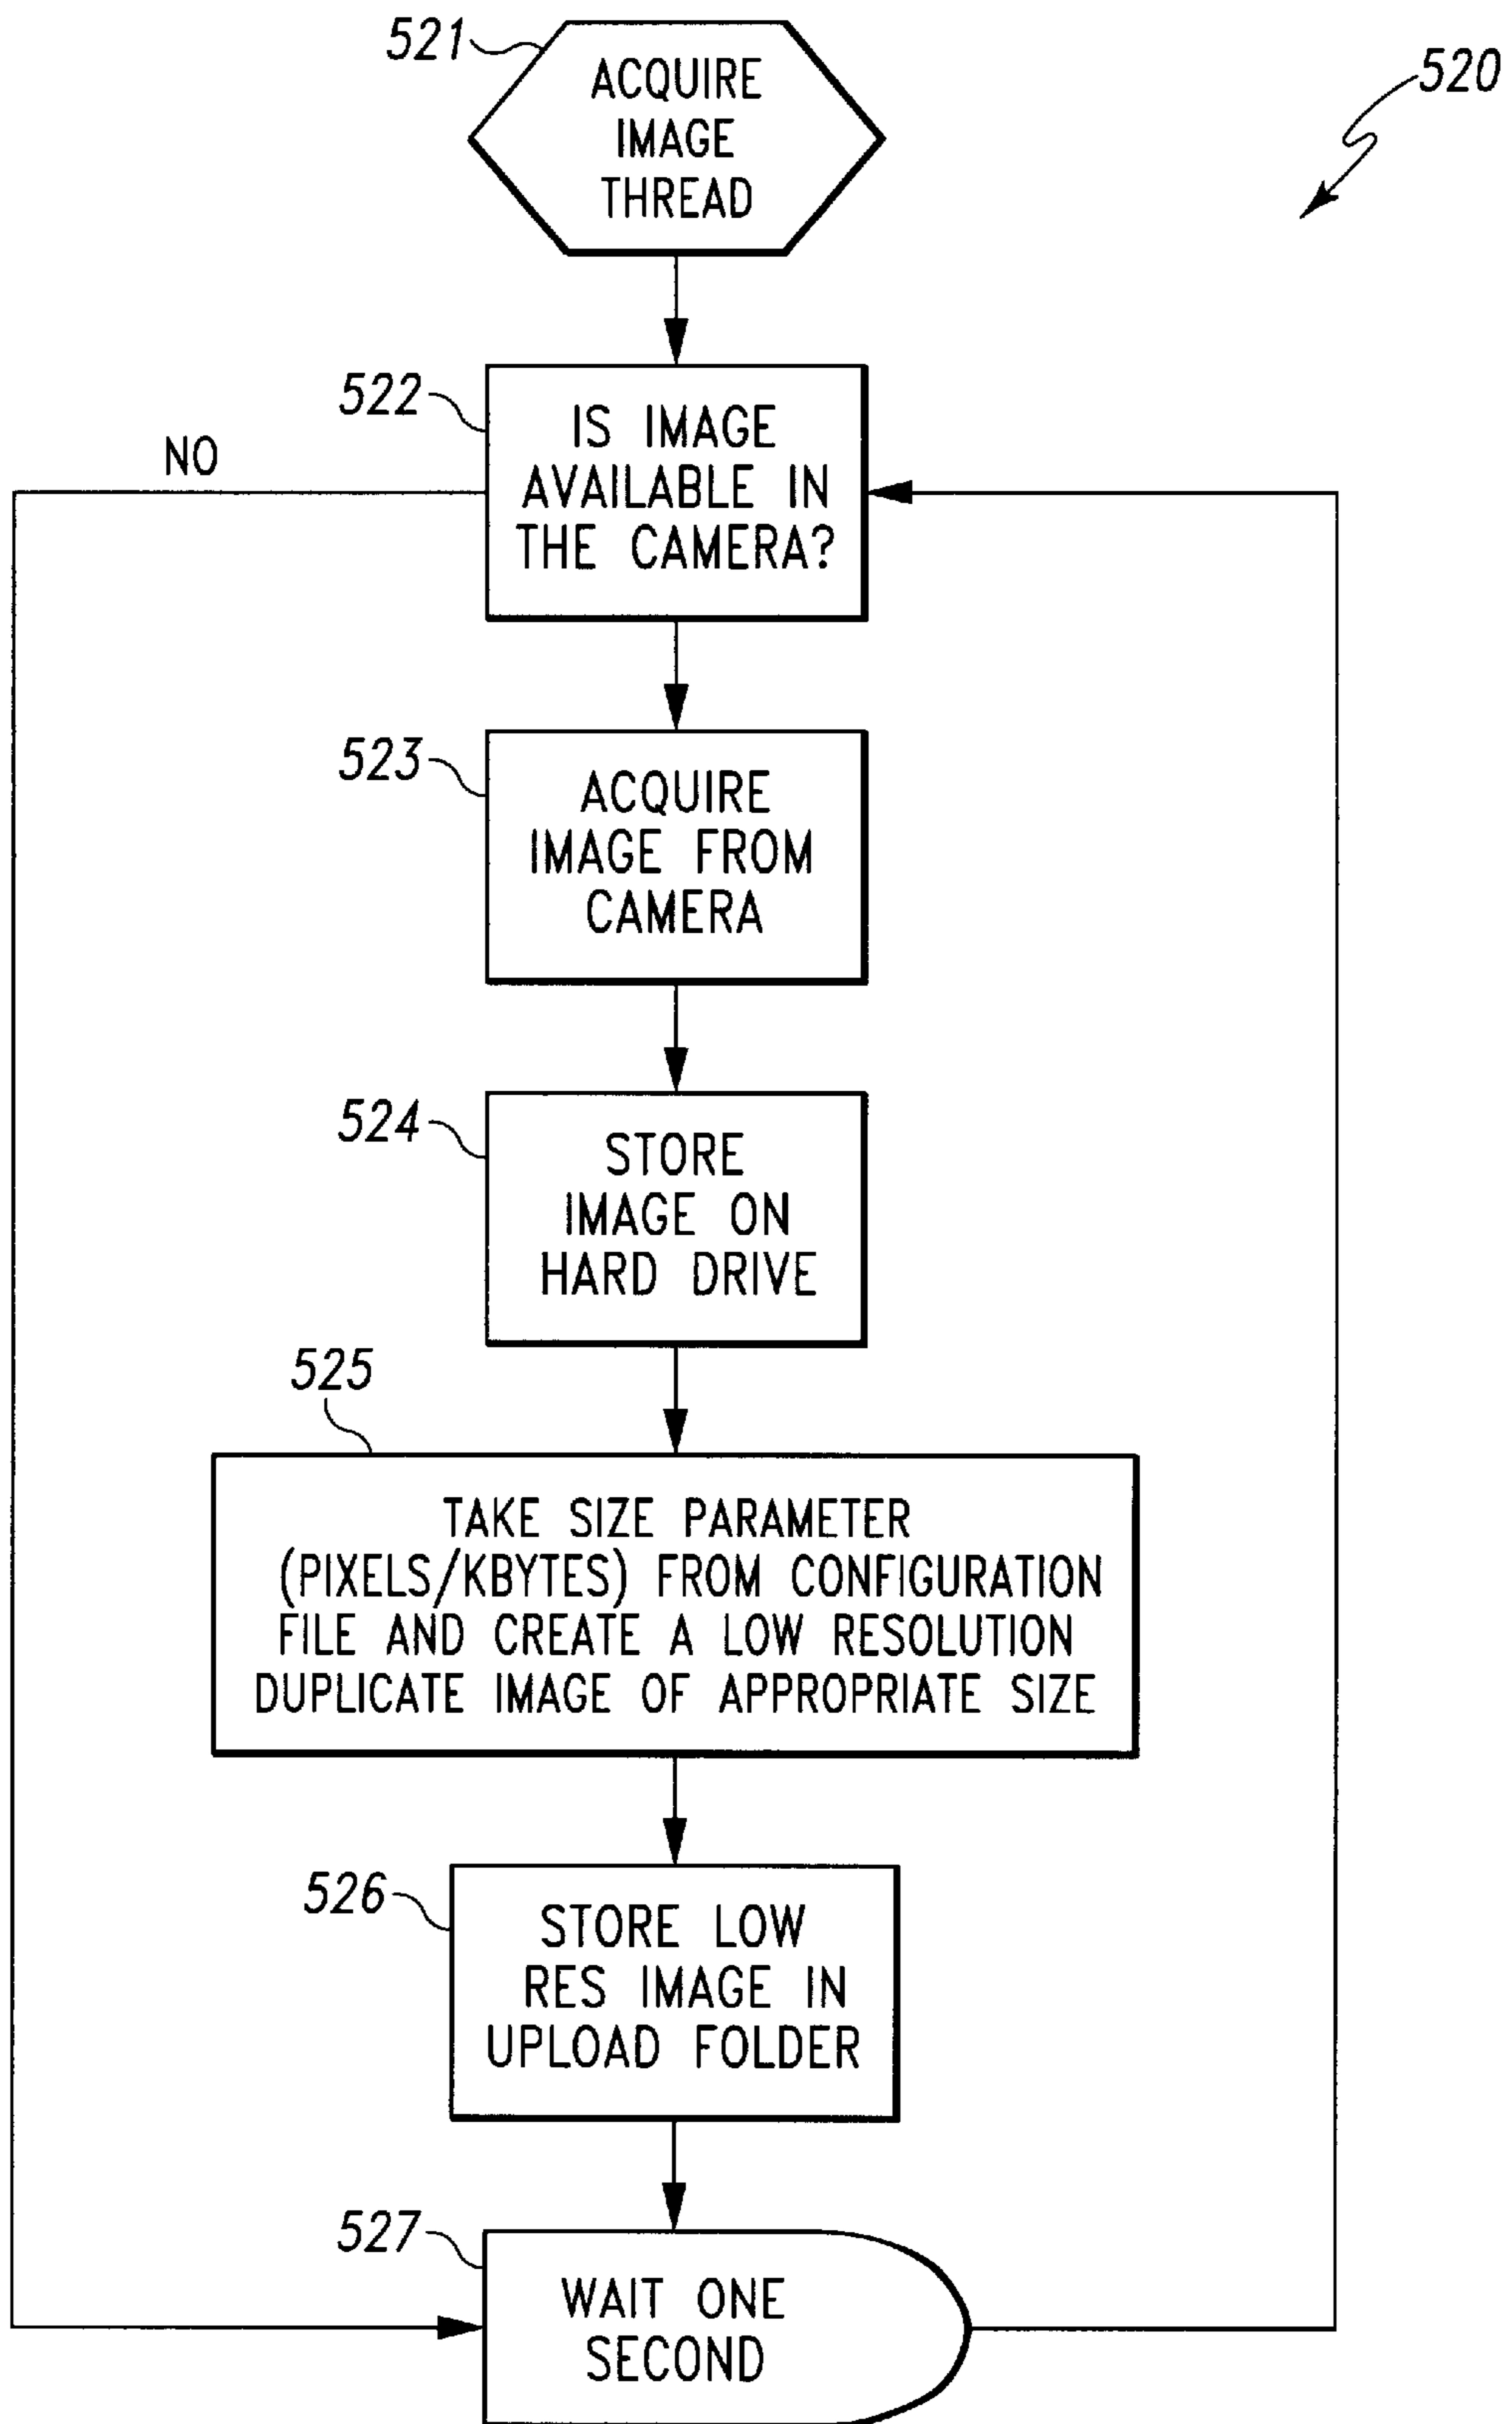 521
ACQUIRE
IMAGE
THREAD
520
522
NO
IS IMAGE
AVAILABLE IN
THE CAMERA?
523
ACQUIRE
IMAGE FROM
CAMERA
524
STORE
IMAGE ON
HARD DRIVE
525
TAKE SIZE PARAMETER
(PIXELS/KBYTES) FROM CONFIGURATION
FILE AND CREATE A LOW RESOLUTION
DUPLICATE IMAGE OF APPROPRIATE SIZE
526
STORE LOW
RES IMAGE IN
UPLOAD FOLDER
527
WAIT ONE
SECOND